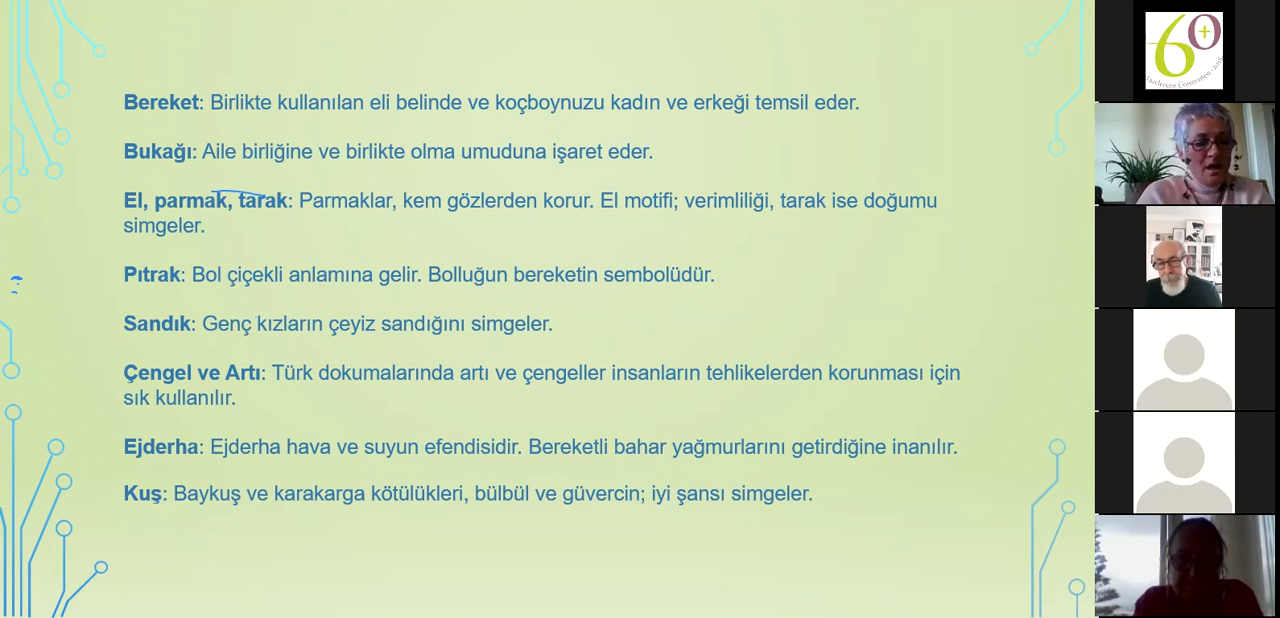 Bereket: Birlikte kullanılan eli belinde ve koçboynuzu kadın ve erkeği temsil eder.
Bukağı: Aile birliğine ve birlikte olma umuduna işaret eder.
El, parmak, tarak: Parmaklar, kem gözlerden korur. El motifi; verimliliği, tarak ise doğumu
simgeler.
Pıtrak: Bol çiçekli anlamına gelir. Bolluğun bereketin sembolüdür.
Sandık: Genç kızların çeyiz sandığını simgeler.
Çengel ve Artı: Türk dokumalarında artı ve çengeller insanların tehlikelerden korunması için
sık kullanılır.
Ejderha: Ejderha hava ve suyun efendisidir. Bereketli bahar yağmurlarını getirdiğine inanılır.
Kuş: Baykuş ve karakarga kötülükleri, bülbül ve güvercin; iyi şansı simgeler.
60+